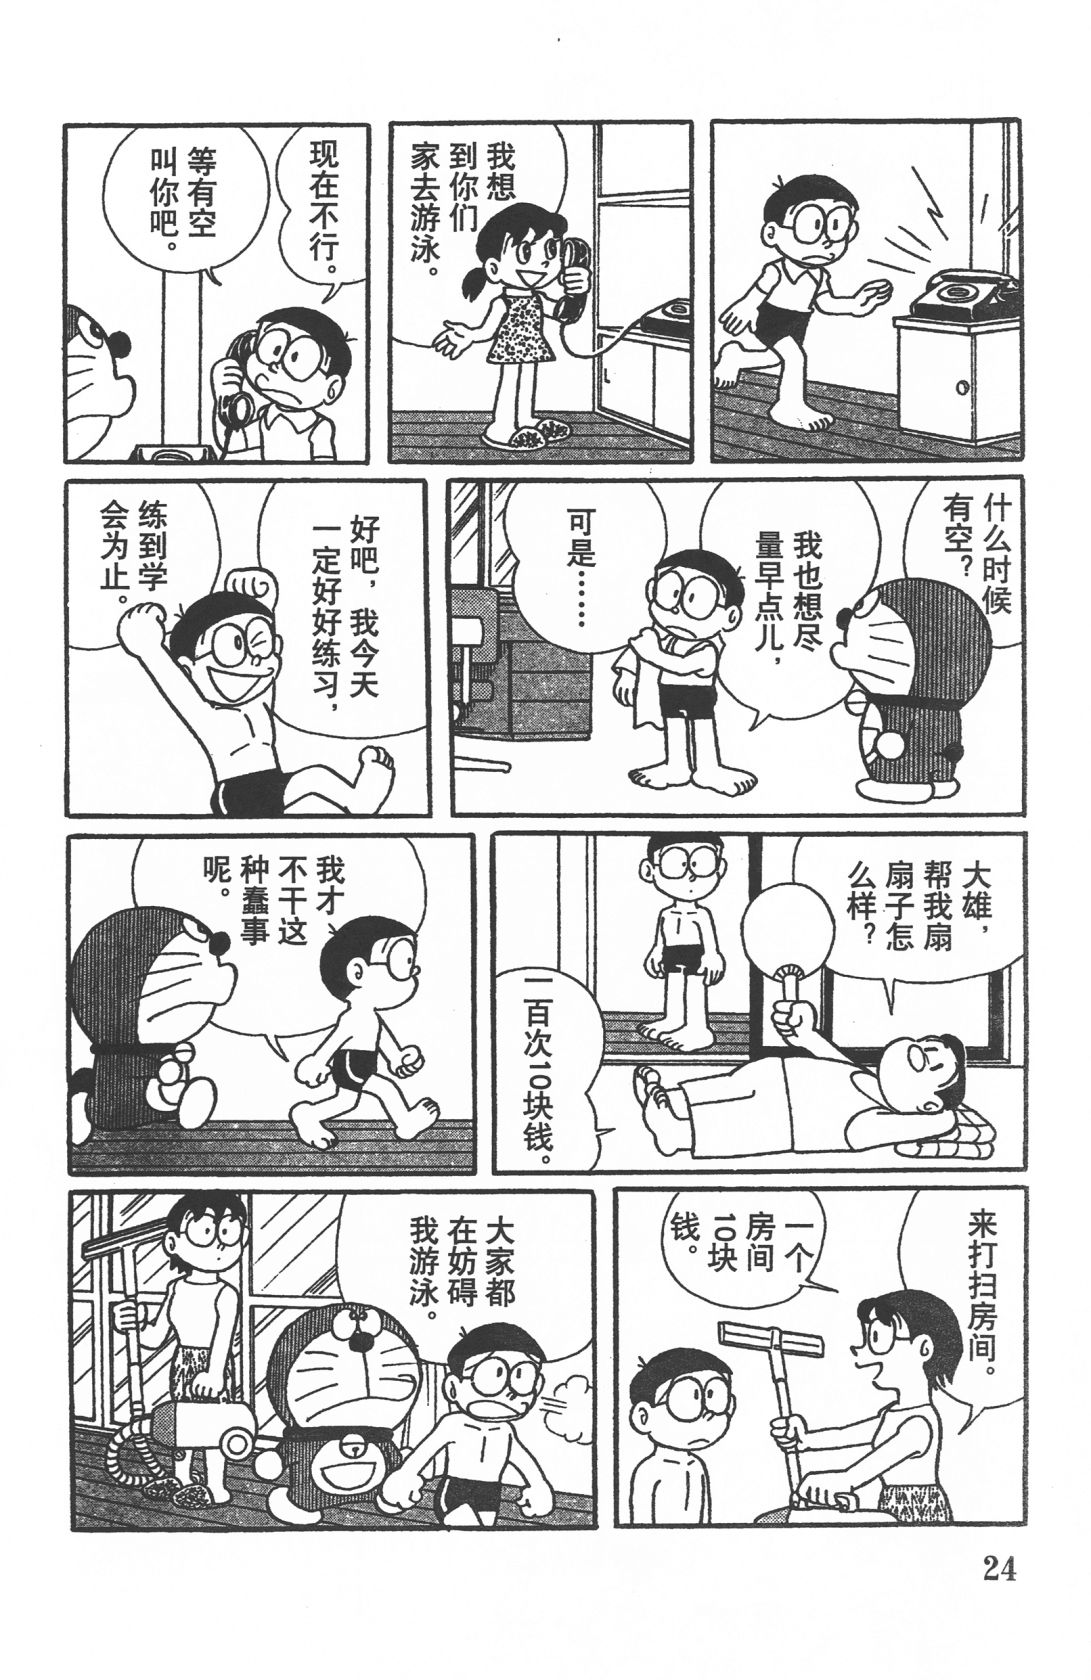 我想
到你们
家去游泳。
现在不行。
等有空
叫你吧。
什么时候
有空？
我也想尽
量早点儿，
可是……
好吧，我今天
一定好好练习，
练到学
会为止。
大雄，
帮我扇
扇子怎
么样？
一百次10块钱。
我才
不干这
种蠢事
呢。
来打扫房间。
一个
房间
10块
钱。
大家都
在妨碍
我游泳。
24